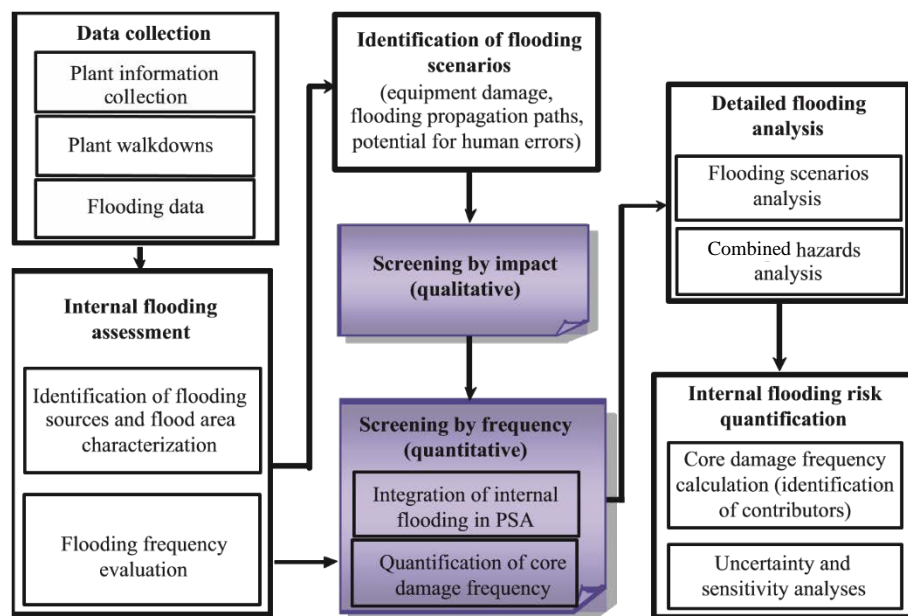 Data collection
Plant information
collection
Plant walkdowns
Flooding data
Internal flooding
assessment
Identification of flooding
sources and flood area
characterization
Flooding frequency
evaluation
Identification of flooding
scenarios
(equipment damage,
flooding propagation paths,
potential for human errors)
Screening by impact
(qualitative)
Screening by frequency
(quantitative)
Integration of internal
flooding in PSA
Quantification of core
damage frequency
Detailed flooding
analysis
Flooding scenarios
analysis
Combined hazards
analysis
Internal flooding risk
quantification
Core damage frequency
calculation (identification
of contributors)
Uncertainty and
sensitivity analyses